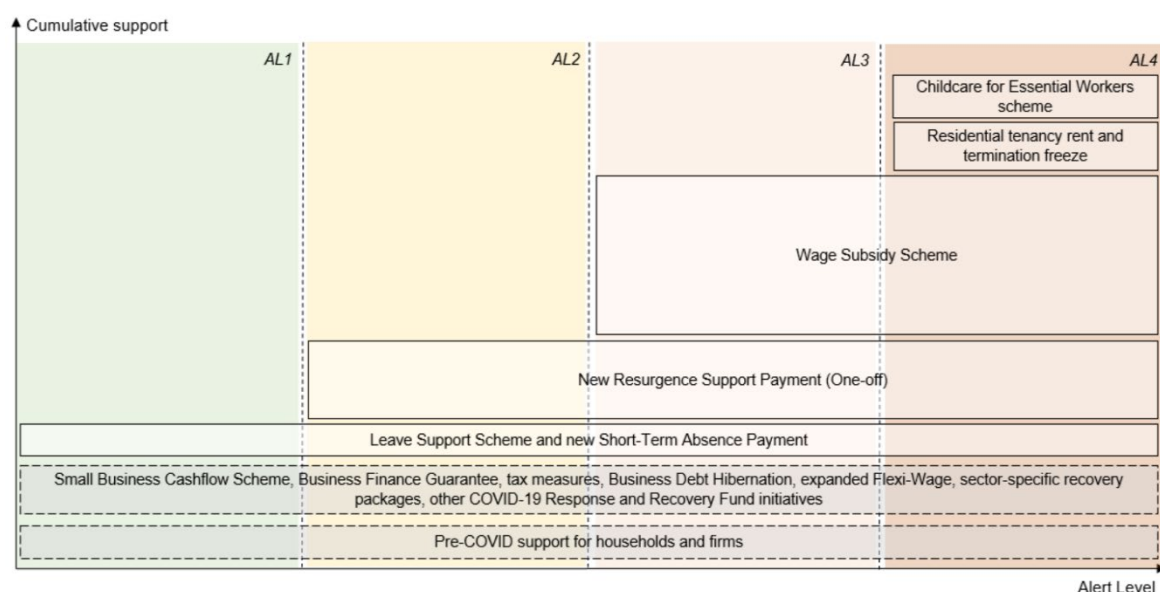 Cumulative support
AL1
AL2
AL3
AL4
Childcare for Essential Workers
scheme
Residential tenancy rent and
termination freeze
Wage Subsidy Scheme
New Resurgence Support Payment (One-off)
Leave Support Scheme and new Short-Term Absence Payment
Small Business Cashflow Scheme, Business Finance Guarantee, tax measures, Business Debt Hibernation, expanded Flexi-Wage, sector-specific recovery
packages, other COVID-19 Response and Recovery Fund initiatives
Pre-COVID support for households and firms
Alert Level